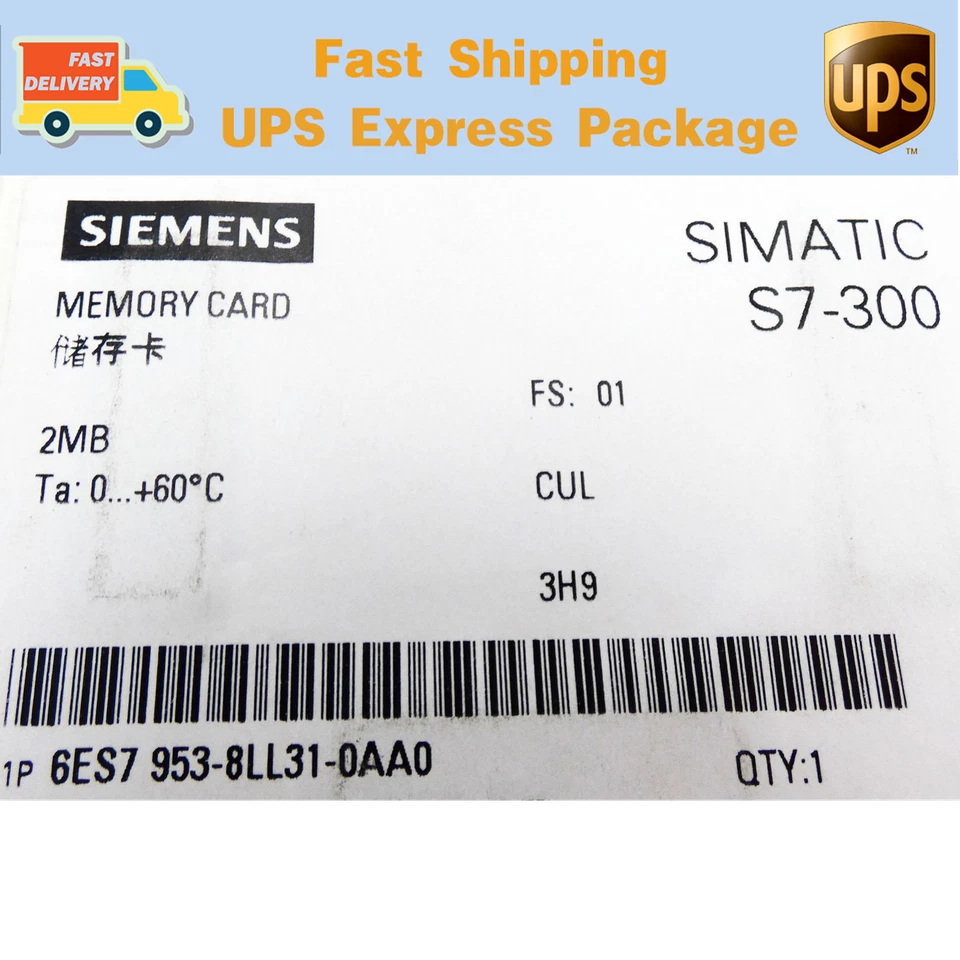 FAST
DELIVERY
Fast Shipping
UPS Express Package
ups
TM
SIEMENS
SIMATIC
S7-300
MEMORY CARD
储存卡
FS: 01
2MB
Ta: 0...+60°C
CUL
3H9
1P 6ES7 953-8LL31-0AA0
QTY:1